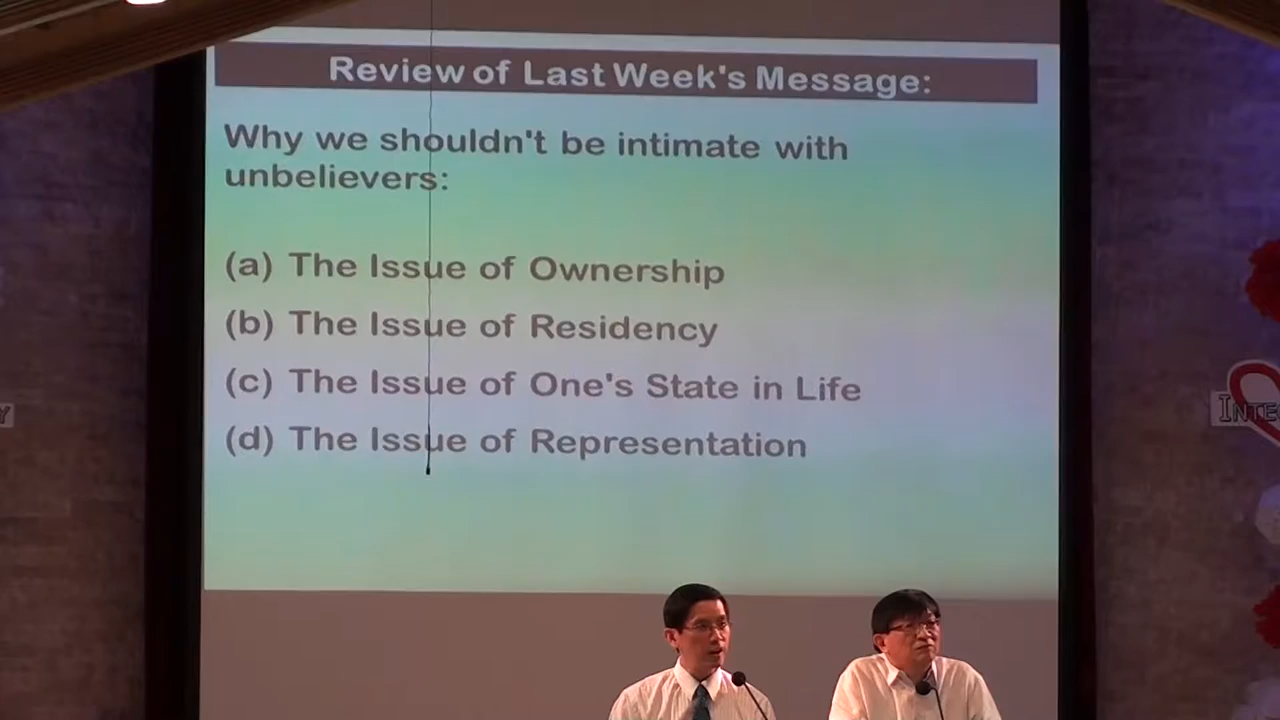 Review of Last Week's Message:
Why we shouldn't be intimate with
unbelievers:
(a) The Issue of Ownership
(b) The Issue of Residency
(c) The Issue of One's State in Life
(d) The Issue of Representation
Y
INTE